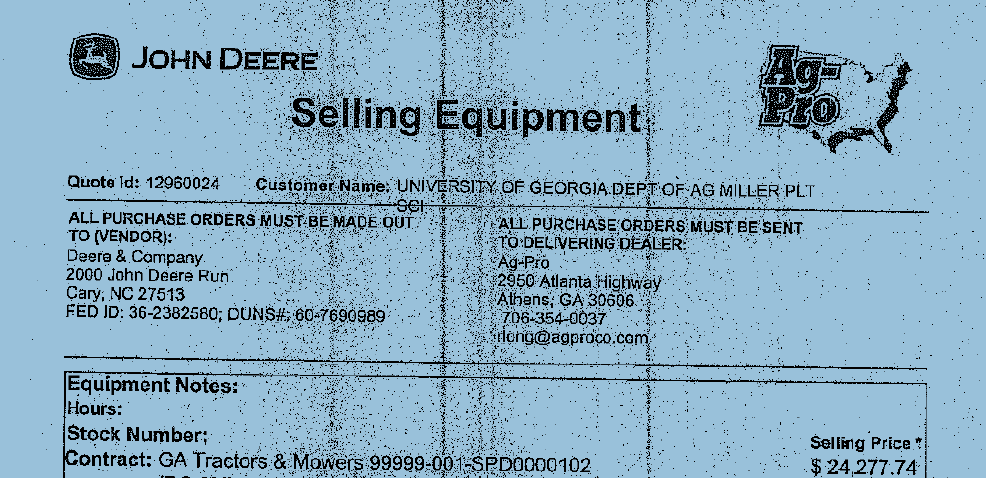 JOHN DEERE
Ag-
Pro
Selling Equipment
Quote Id: 12960024 Customer Name: UNIVERSITY OF GEORGIA DEPT OF AG MILLER PLT
SCI
ALL PURCHASE ORDERS MUST BE MADE OUT
TO (VENDOR):
Deere & Company
2000 John Deere Run
Cary, NC 27513
FED ID: 36-2382580; DUNS#: 60-7690989
ALL PURCHASE ORDERS MUST BE SENT
TO DELIVERING DEALER:
Ag-Pro
2950 Atlanta Highway
Athens, GA 30606
706-354-0037
rlong@agproco.com
Equipment Notes:
Hours:
Stock Number:
Selling Price *
Contract: GA Tractors & Mowers 99999-001-SPD0000102
$ 24,277.74